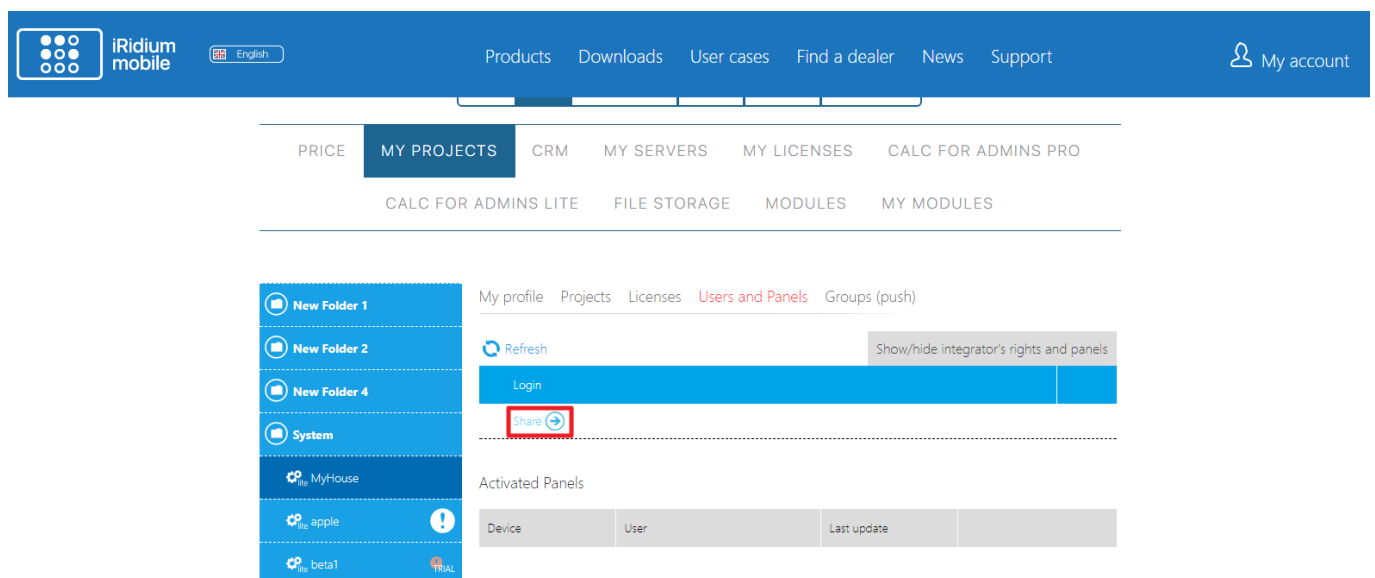 iRidium
mobile
English
Products Downloads User cases Find a dealer News Support
My account
PRICE MY PROJECTS CRM MY SERVERS MY LICENSES CALC FOR ADMINS PRO
CALC FOR ADMINS LITE FILE STORAGE MODULES MY MODULES
New Folder 1
New Folder 2
New Folder 4
System
lite MyHouse
lite apple
lite beta1 TRIAL
My profile Projects Licenses Users and Panels Groups (push)
Refresh
Show/hide integrator's rights and panels
Login
Share
Activated Panels
Device User Last update